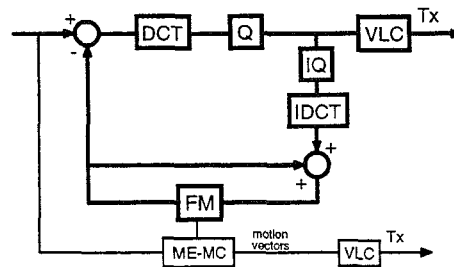 +
-
DCT
Q
VLC
Tx
IQ
IDCT
+
+
FM
ME-MC
motion
vectors
VLC
Tx